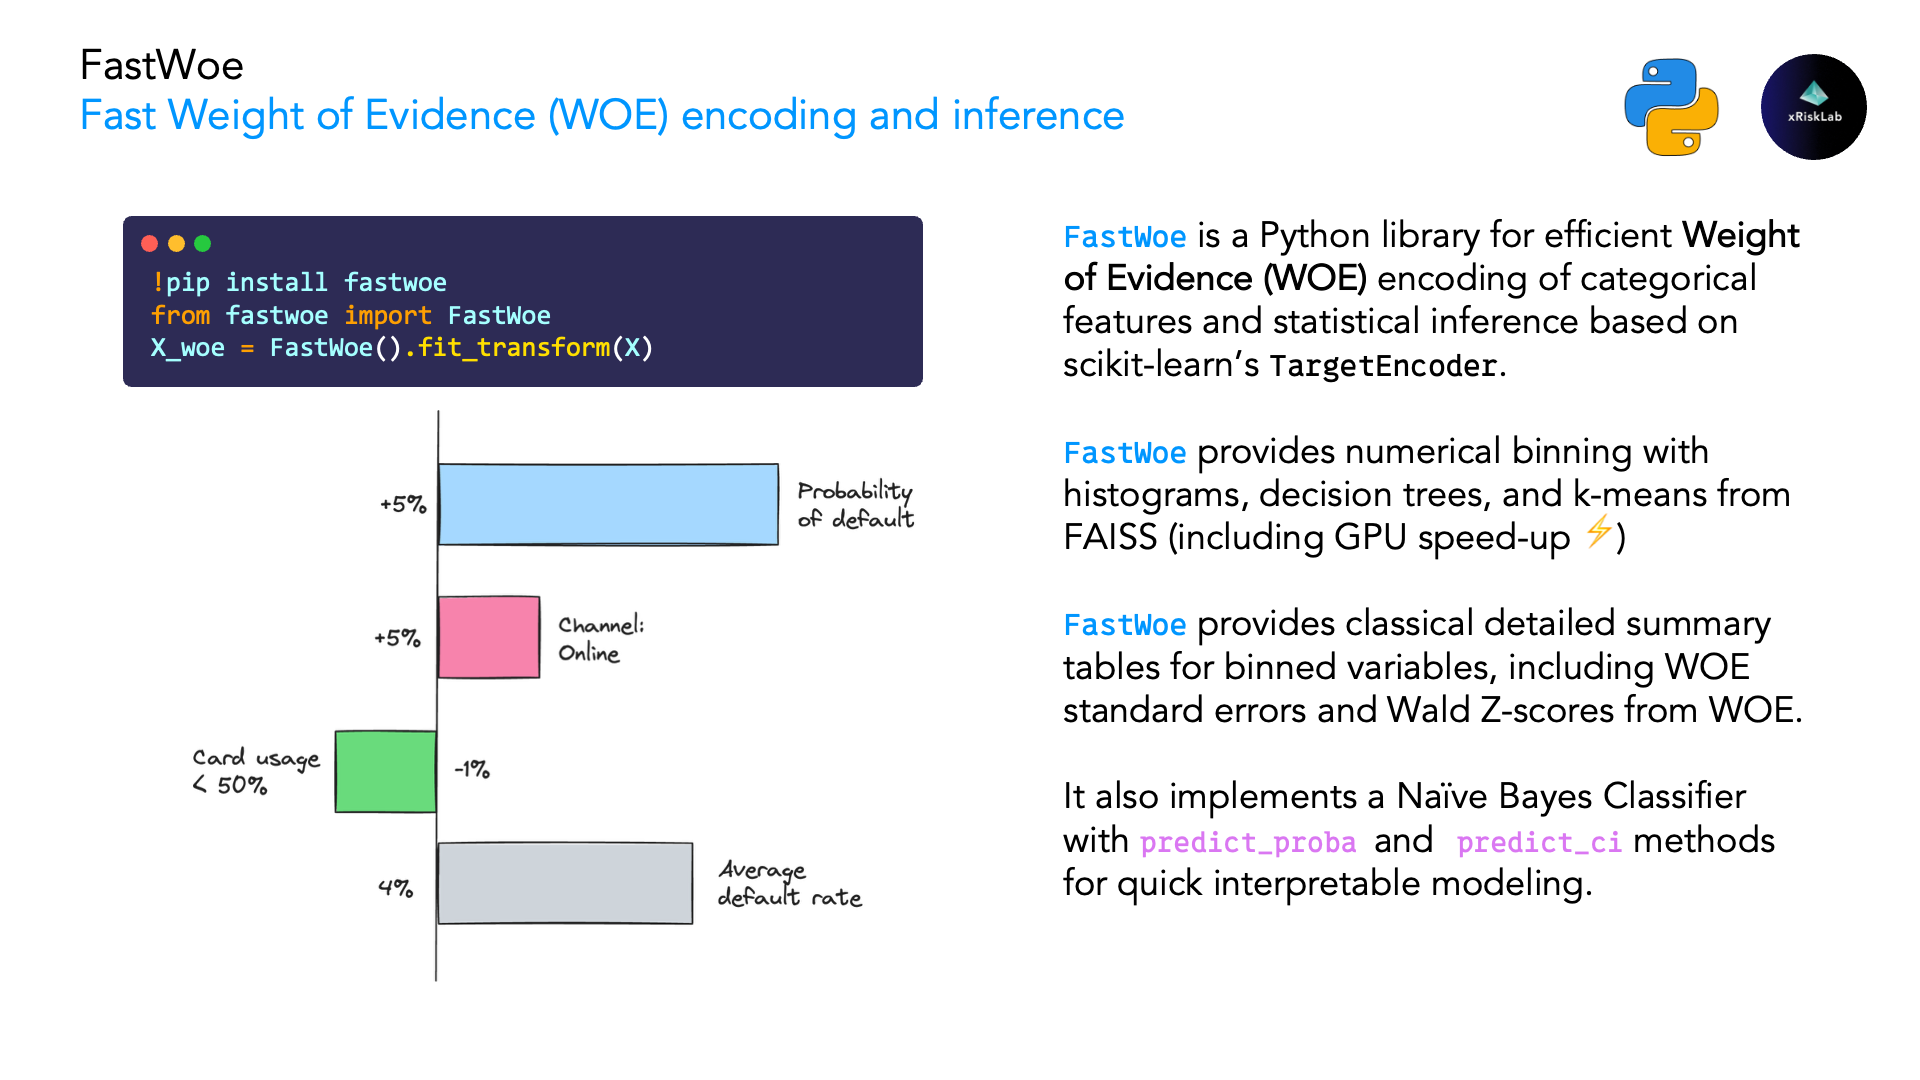 FastWoe
Fast Weight of Evidence (WOE) encoding and inference
xRiskLab
!pip install fastwoe
from fastwoe import FastWoe
X_woe = FastWoe().fit_transform(X)
+5%
Probability
of default
+5%
Channel:
Online
Card usage
< 50%
-1%
4%
Average
default rate
FastWoe is a Python library for efficient Weight
of Evidence (WOE) encoding of categorical
features and statistical inference based on
scikit-learn’s TargetEncoder.
FastWoe provides numerical binning with
histograms, decision trees, and k-means from
FAISS (including GPU speed-up ⚡)
FastWoe provides classical detailed summary
tables for binned variables, including WOE
standard errors and Wald Z-scores from WOE.
It also implements a Naïve Bayes Classifier
with predict_proba and predict_ci methods
for quick interpretable modeling.